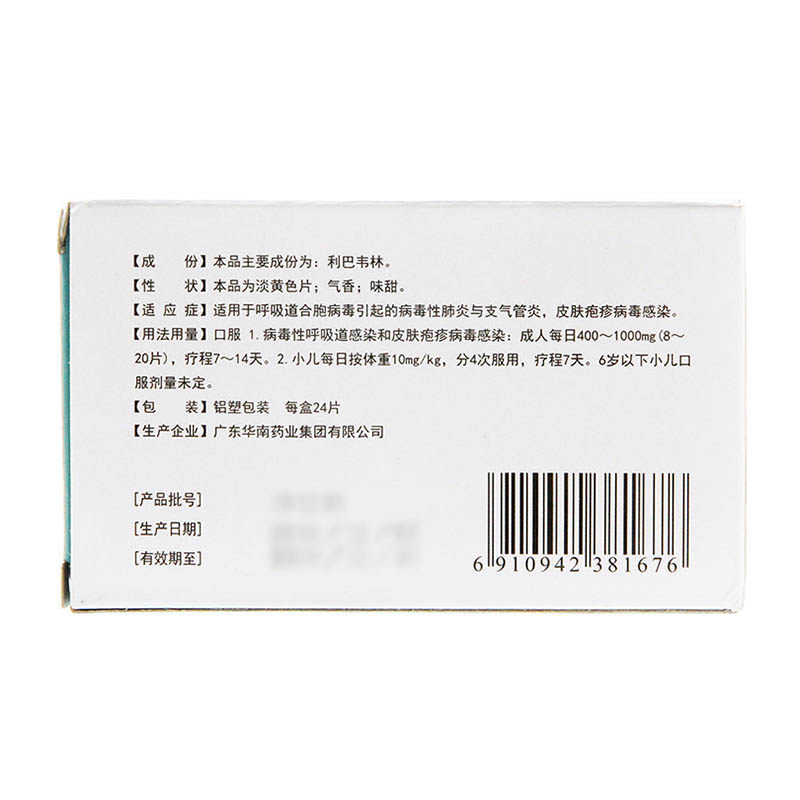 【成　份】本品主要成份为：利巴韦林。
【性　状】本品为淡黄色片；气香；味甜。
【适 应 症】适用于呼吸道合胞病毒引起的病毒性肺炎与支气管炎，皮肤疱疹病毒感染。
【用法用量】口服 1.病毒性呼吸道感染和皮肤疱疹病毒感染：成人每日400～1000mg(8～
20片)，疗程7～14天。2.小儿每日按体重10mg/kg，分4次服用，疗程7天。6岁以下小儿口
服剂量未定。
【包　装】铝塑包装　每盒24片
【生产企业】广东华南药业集团有限公司
[产品批号]
[生产日期]
[有效期至]
6 910942 381676